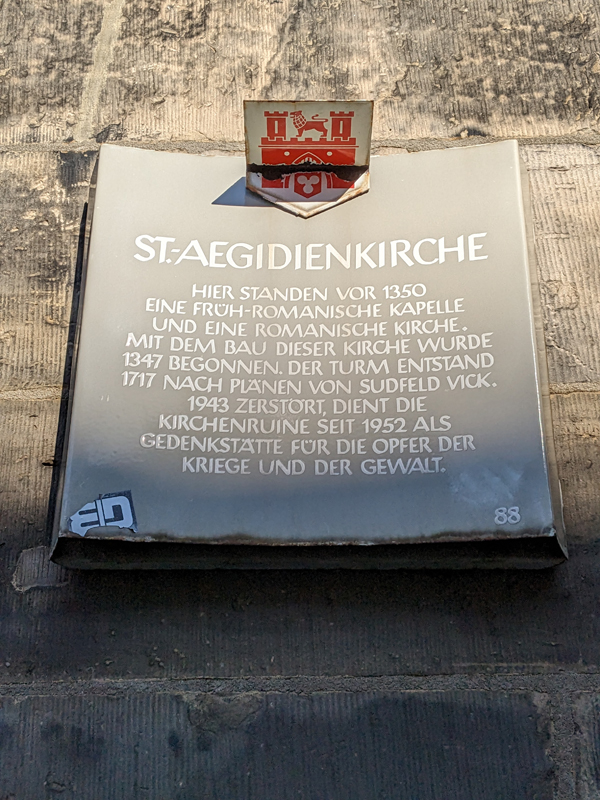 ST.-AEGIDIENKIRCHE
HIER STANDEN VOR 1350
EINE FRÜH-ROMANISCHE KAPELLE
UND EINE ROMANISCHE KIRCHE.
MIT DEM BAU DIESER KIRCHE WURDE
1347 BEGONNEN. DER TURM ENTSTAND
1717 NACH PLÄNEN VON SUDFELD VICK.
1943 ZERSTÖRT, DIENT DIE
KIRCHENRUINE SEIT 1952 ALS
GEDENKSTÄTTE FÜR DIE OPFER DER
KRIEGE UND DER GEWALT.
88